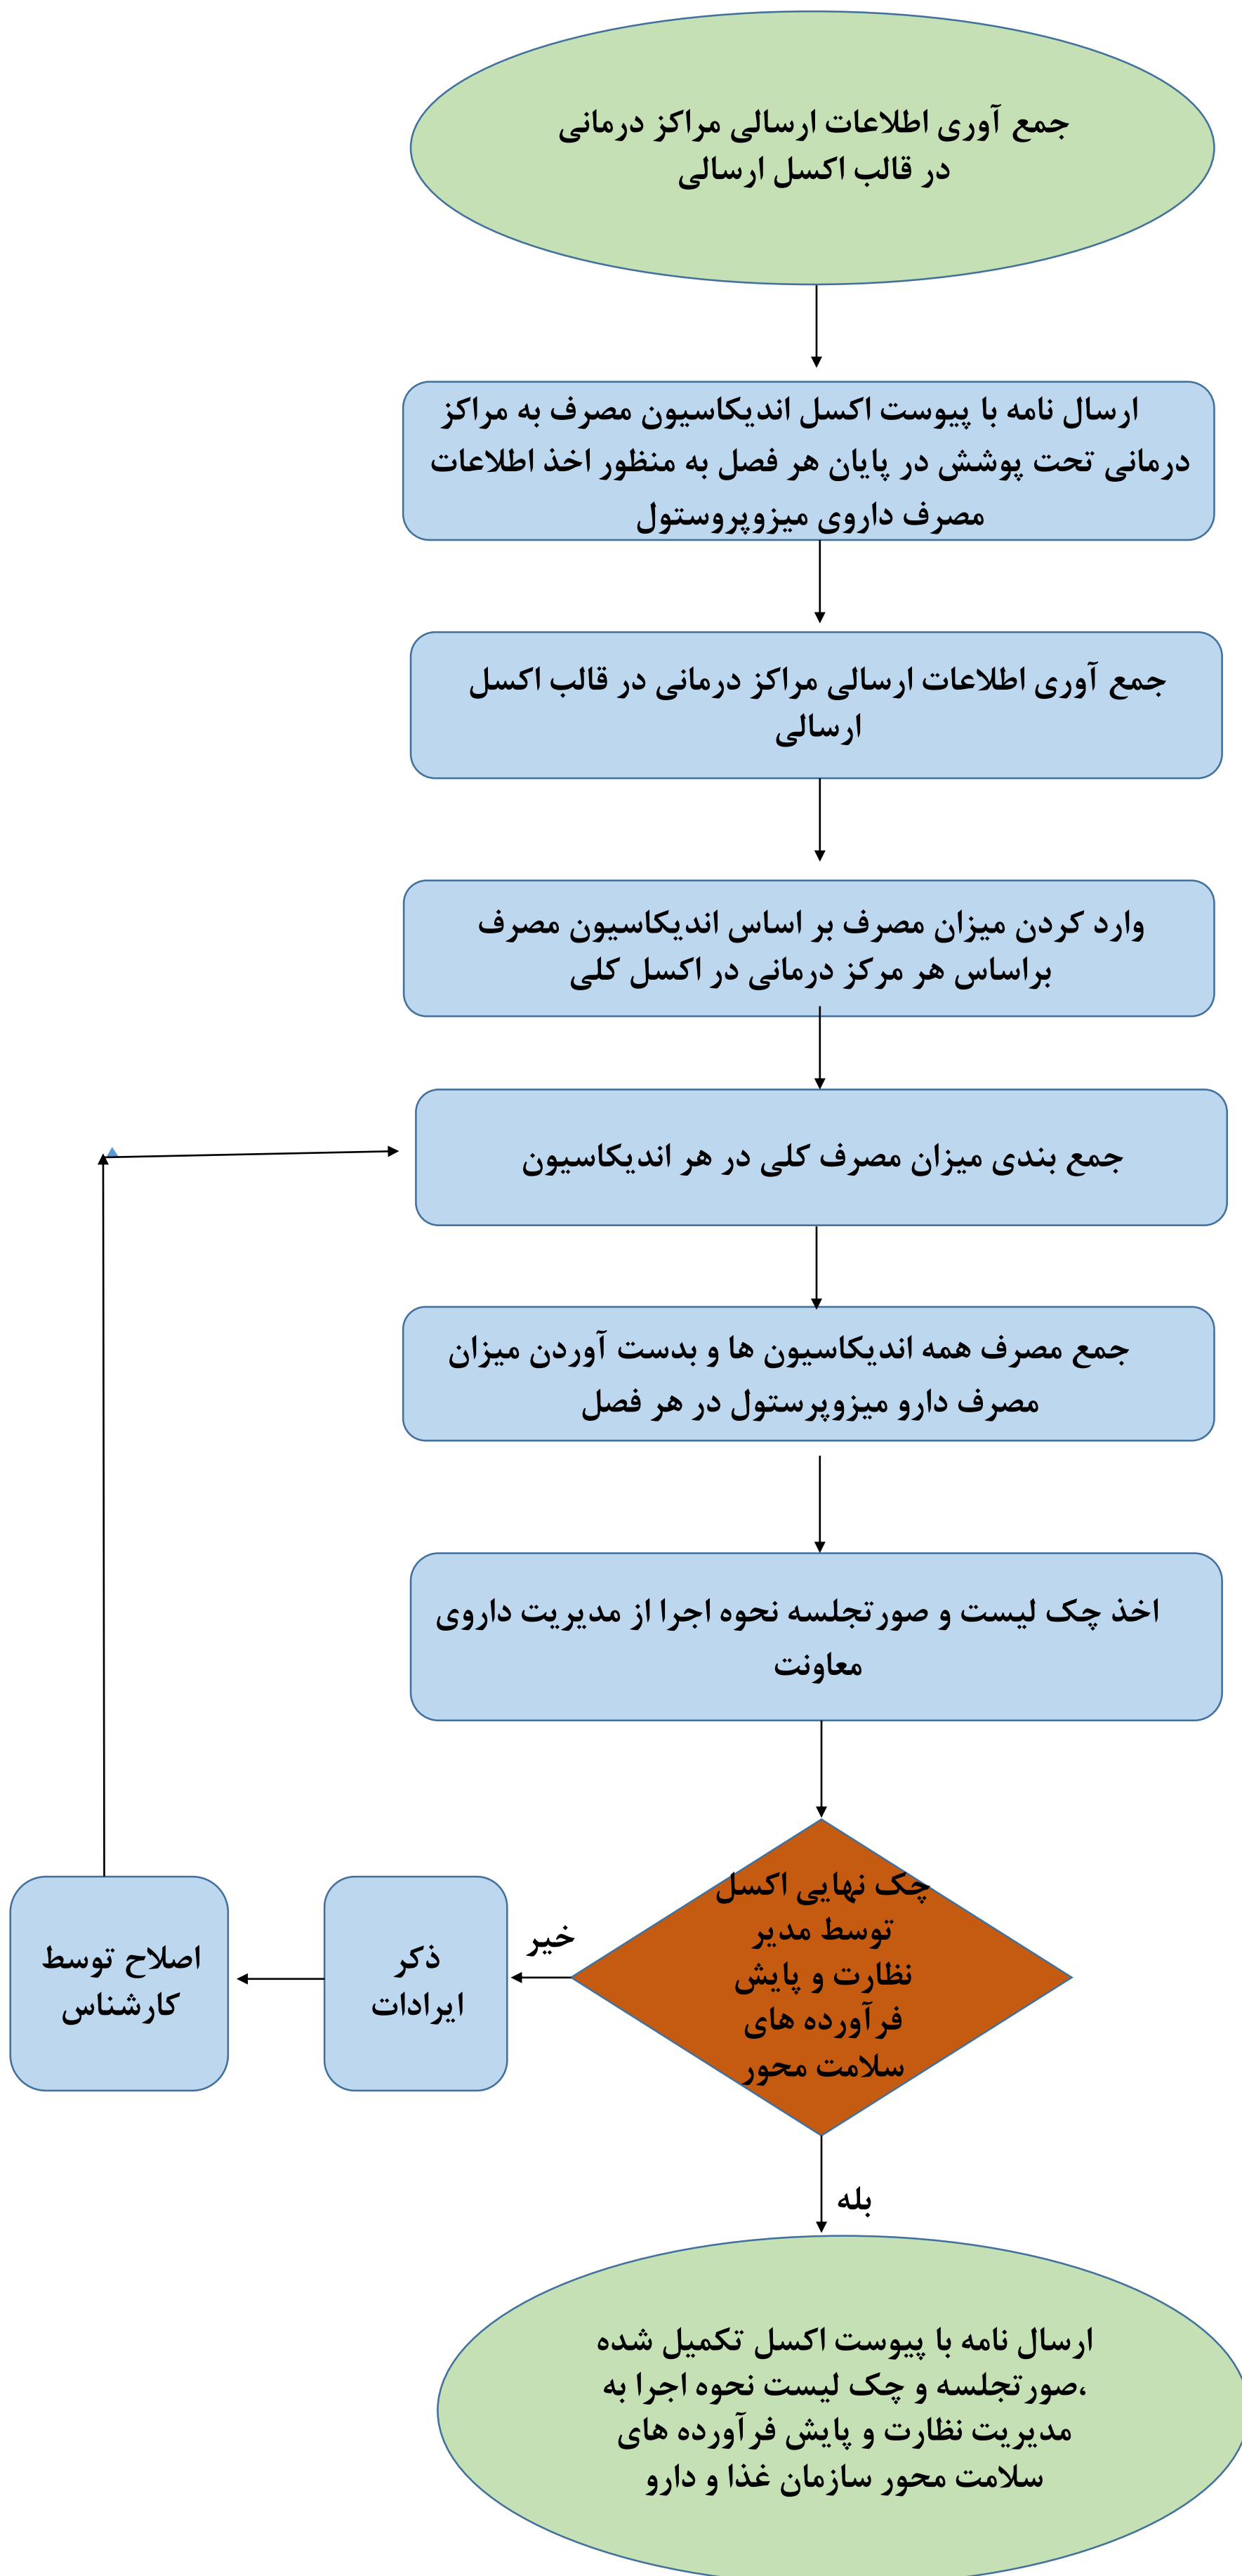 جمع آوری اطلاعات ارسالی مراکز درمانی
در قالب اکسل ارسالی
ارسال نامه با پیوست اکسل اندیکاسیون مصرف به مراکز
درمانی تحت پوشش در پایان هر فصل به منظور اخذ اطلاعات
مصرف داروی میزوپروستول
جمع آوری اطلاعات ارسالی مراکز درمانی در قالب اکسل
ارسالی
وارد کردن میزان مصرف بر اساس اندیکاسیون مصرف
براساس هر مرکز درمانی در اکسل کلی
جمع بندی میزان مصرف کلی در هر اندیکاسیون
جمع مصرف همه اندیکاسیون ها و بدست آوردن میزان
مصرف دارو میزوپرستول در هر فصل
اخذ چک لیست و صورتجلسه نحوه اجرا از مدیریت داروی
معاونت
چک نهایی اکسل
توسط مدیر
نظارت و پایش
فرآورده های
سلامت محور
خیر
ذکر
ایرادات
اصلاح توسط
کارشناس
بله
ارسال نامه با پیوست اکسل تکمیل شده
،صورتجلسه و چک لیست نحوه اجرا به
مدیریت نظارت و پایش فرآورده های
سلامت محور سازمان غذا و دارو